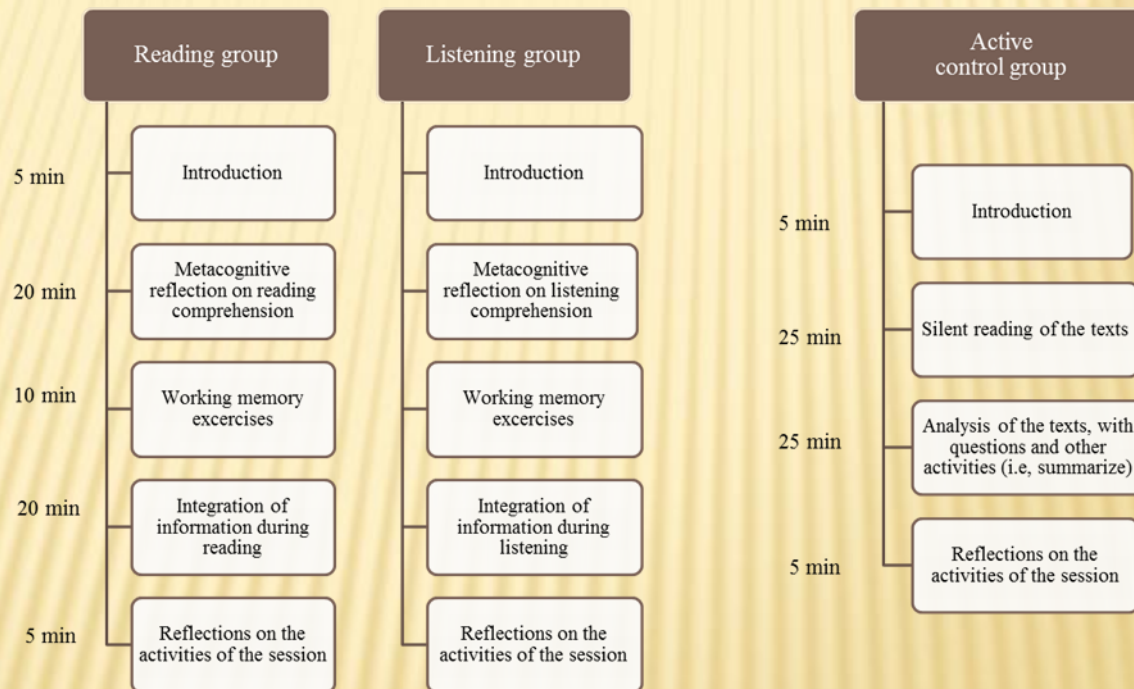 Reading group
5 min
Introduction
20 min
Metacognitive
reflection on reading
comprehension
10 min
Working memory
excercises
20 min
Integration of
information during
reading
5 min
Reflections on the
activities of the session
Listening group
Introduction
Metacognitive
reflection on listening
comprehension
Working memory
excercises
Integration of
information during
listening
Reflections on the
activities of the session
Active
control group
5 min
Introduction
25 min
Silent reading of the texts
25 min
Analysis of the texts, with
questions and other
activities (i.e, summarize)
5 min
Reflections on the
activities of the session